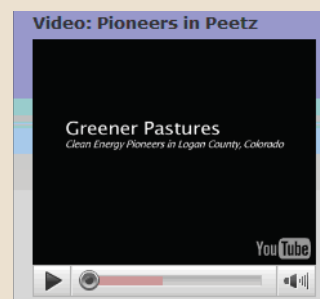 Video: Pioneers in Peetz
Greener Pastures
Clean Energy Pioneers in Logan County, Colorado
YouTube